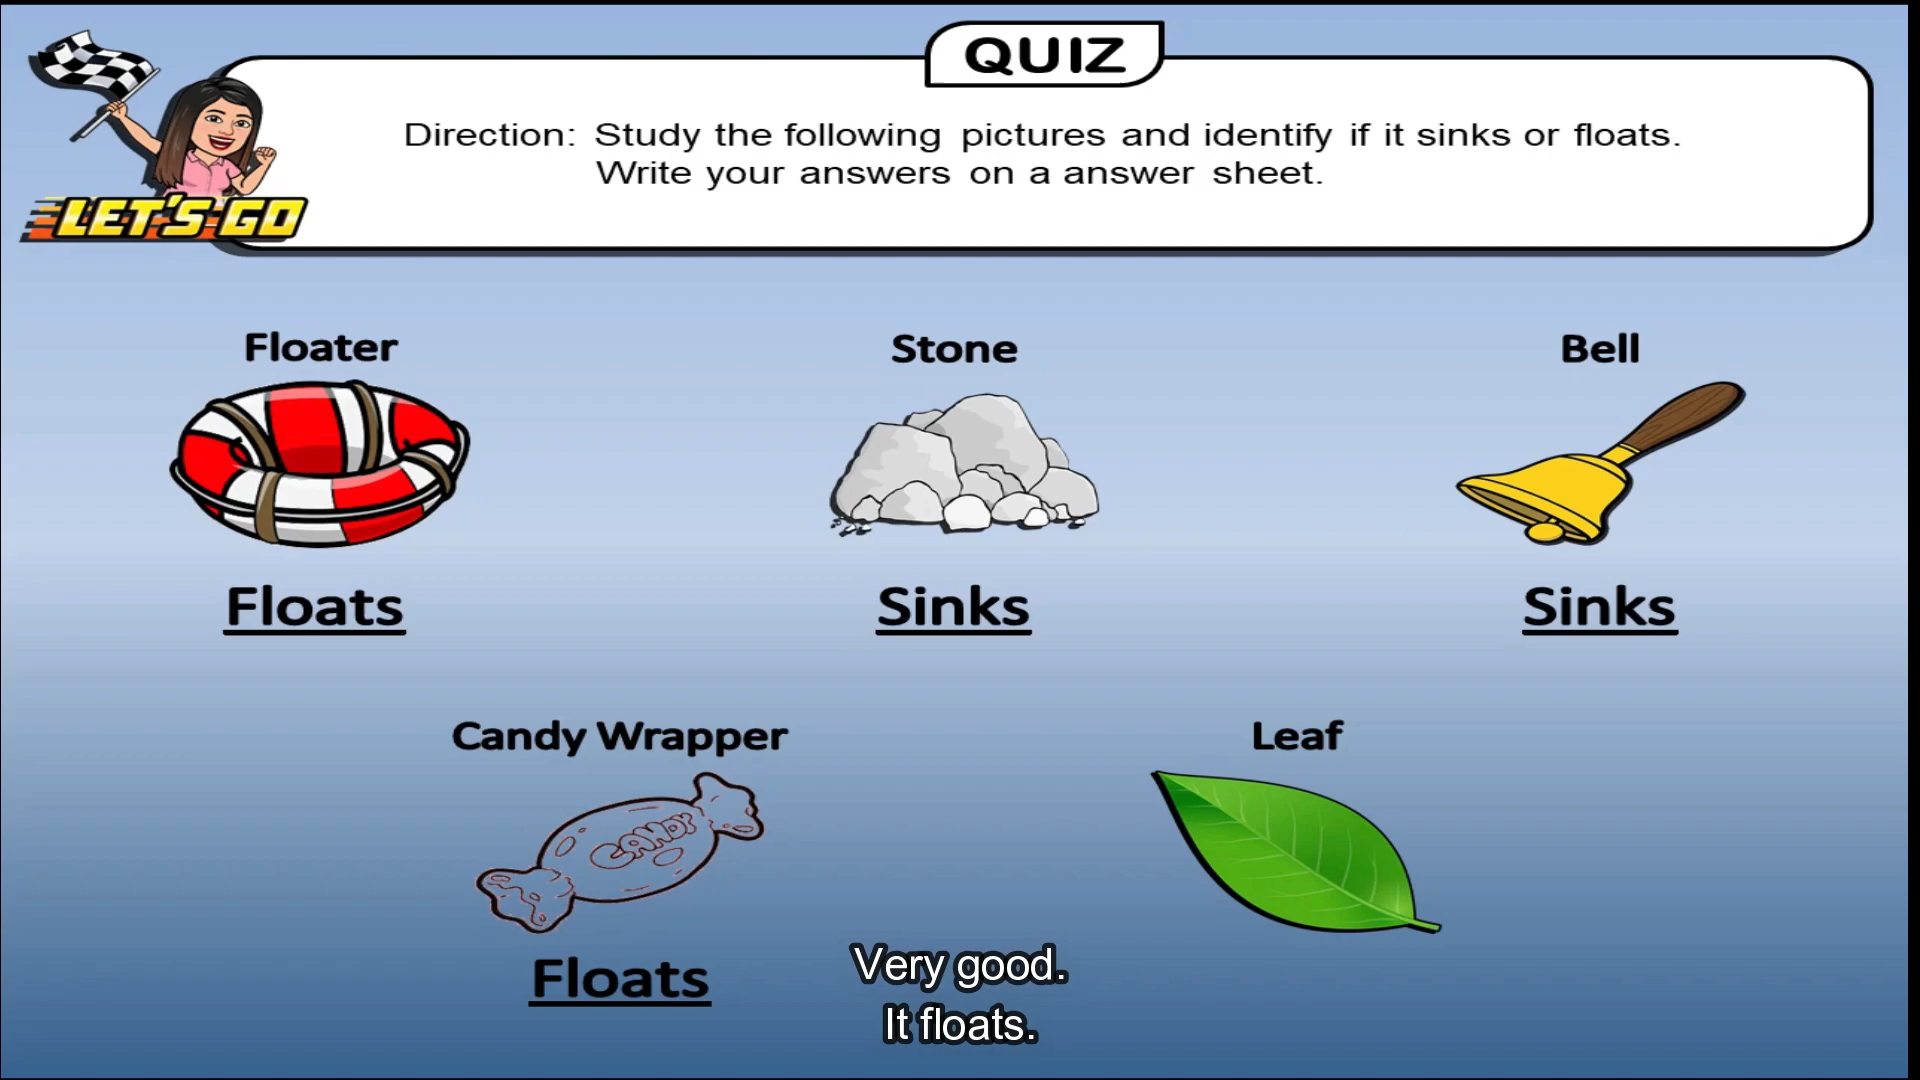 QUIZ
Direction: Study the following pictures and identify if it sinks or floats.
Write your answers on a answer sheet.
LET'S GO
Floater
Stone
Bell
Floats
Sinks
Sinks
Candy Wrapper
Leaf
CANDY
Floats
Very good.
It floats.